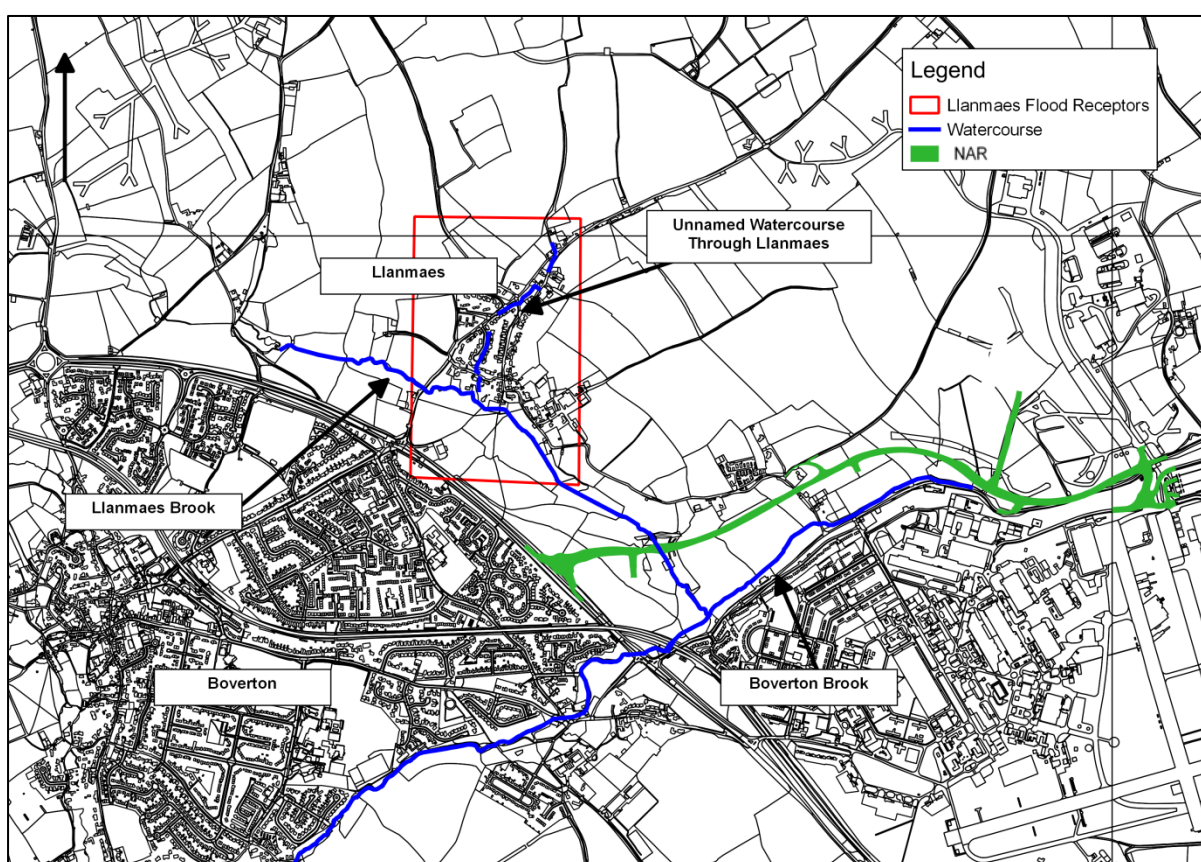 Legend
Llanmaes Flood Receptors
Watercourse
NAR
Unnamed Watercourse
Through Llanmaes
Llanmaes
Llanmaes Brook
Boverton
Boverton Brook